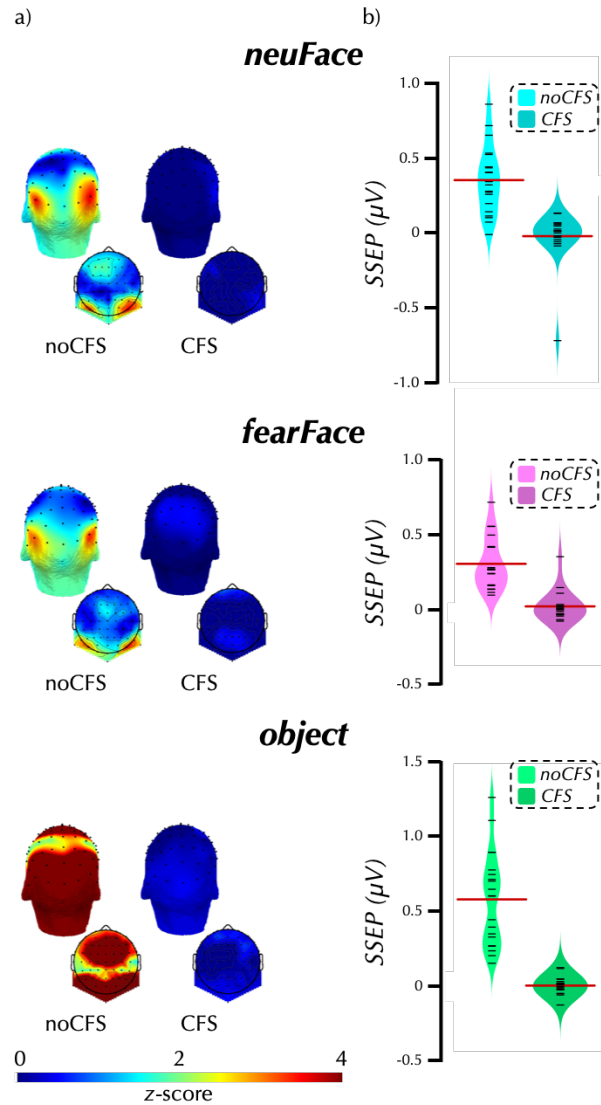 a)
b)
neuFace
noCFS
CFS
SSEP (µV)
1.0
0.5
0
-0.5
-1.0
noCFS
CFS
fearFace
noCFS
CFS
SSEP (µV)
1.0
0.5
0
-0.5
noCFS
CFS
object
noCFS
CFS
SSEP (µV)
1.5
1.0
0.5
0
-0.5
noCFS
CFS
0
2
4
z-score